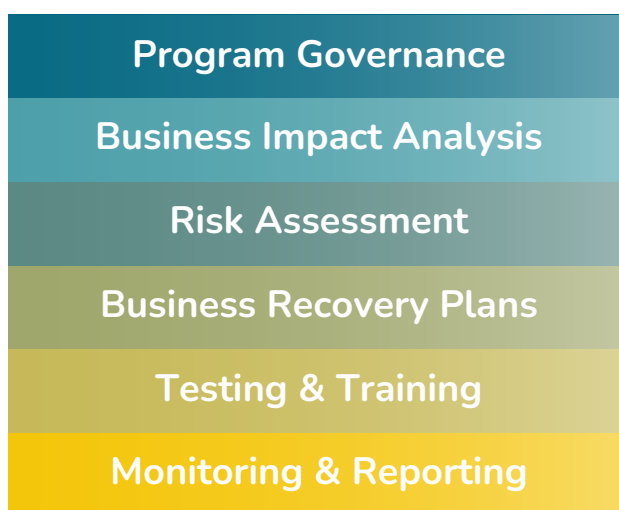 Program Governance
Business Impact Analysis
Risk Assessment
Business Recovery Plans
Testing & Training
Monitoring & Reporting